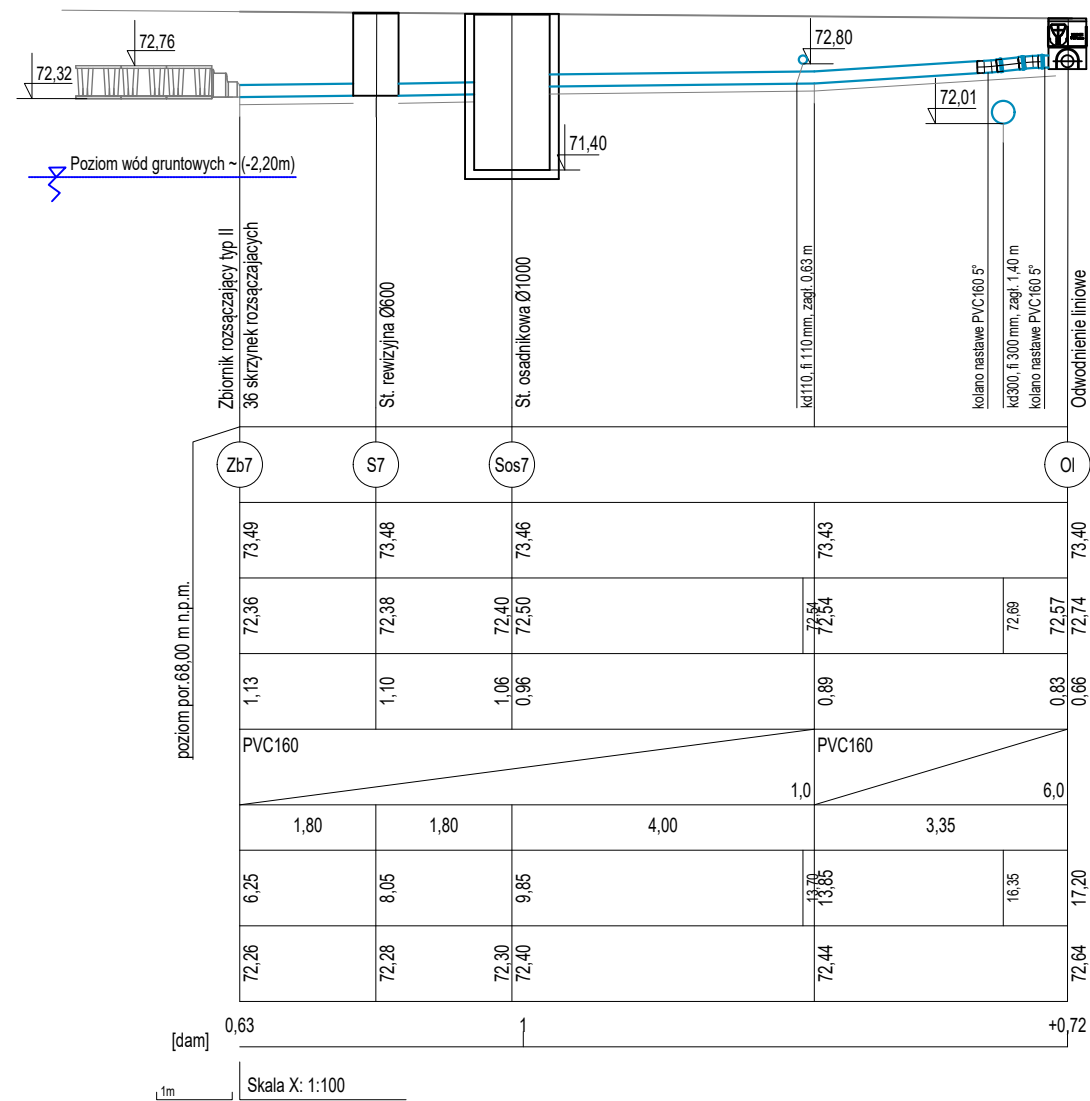 72,76
72,32
72,80
72,01
71,40
Poziom wód gruntowych ~ (-2,20m)
Zbiornik rozsączający typ II
36 skrzynek rozsączajacych
St. rewizyjna Ø600
St. osadnikowa Ø1000
kd110, fi 110 mm, zagł. 0,63 m
kolano nastawe PVC160 5°
kd300, fi 300 mm, zagł. 1,40 m
kolano nastawe PVC160 5°
Odwodnienie liniowe
poziom por.68,00 m n.p.m.
Zb7
S7
Sos7
Ol
73,49
73,48
73,46
73,43
73,40
72,36
72,38
72,40
72,50
72,54
72,54
72,69
72,57
72,74
1,13
1,10
1,06
0,96
0,89
0,83
0,66
PVC160
1,0
PVC160
6,0
1,80
1,80
4,00
3,35
6,25
8,05
9,85
13,70
13,85
16,35
17,20
72,26
72,28
72,30
72,40
72,44
72,64
[dam]
0,63
1
+0,72
1m
Skala X: 1:100